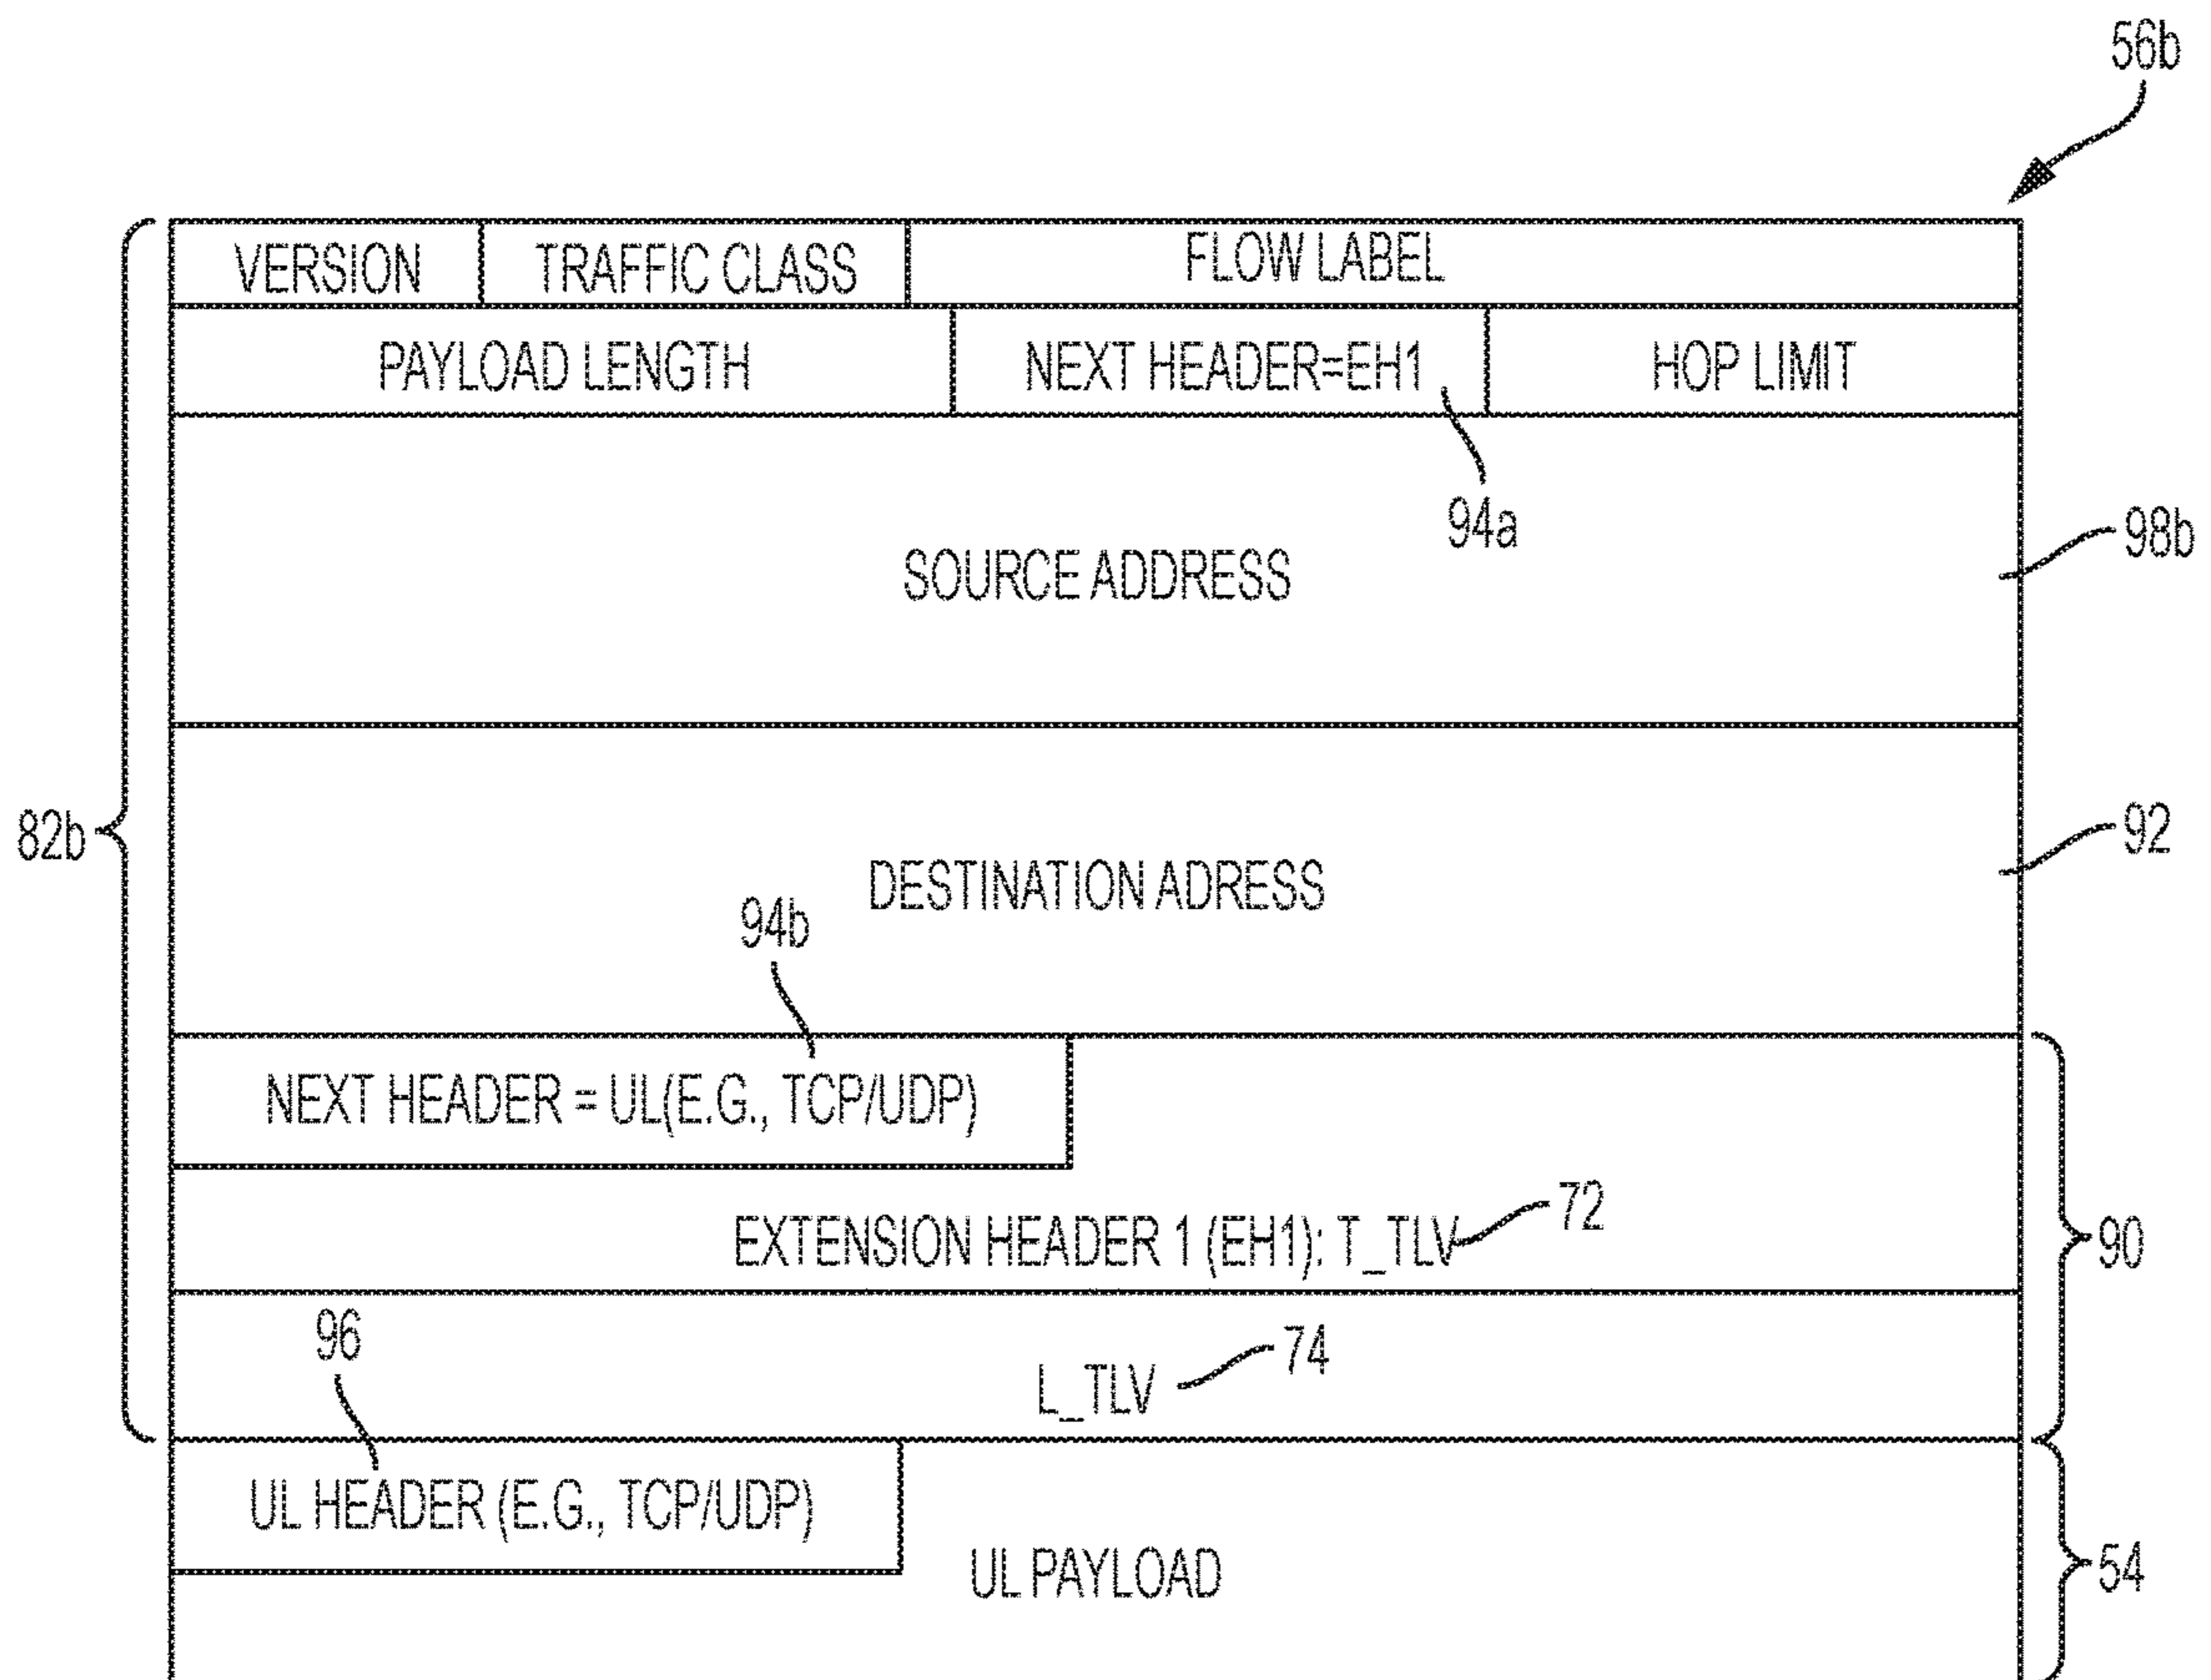 56b
VERSION TRAFFIC CLASS FLOW LABEL
PAYLOAD LENGTH NEXT HEADER=EH1 HOP LIMIT
94a
98b
SOURCE ADDRESS
82b
92
DESTINATION ADRESS
94b
NEXT HEADER = UL(E.G., TCP/UDP)
72
EXTENSION HEADER 1 (EH1): T_TLV
90
96
74
L_TLV
UL HEADER (E.G., TCP/UDP)
UL PAYLOAD
54